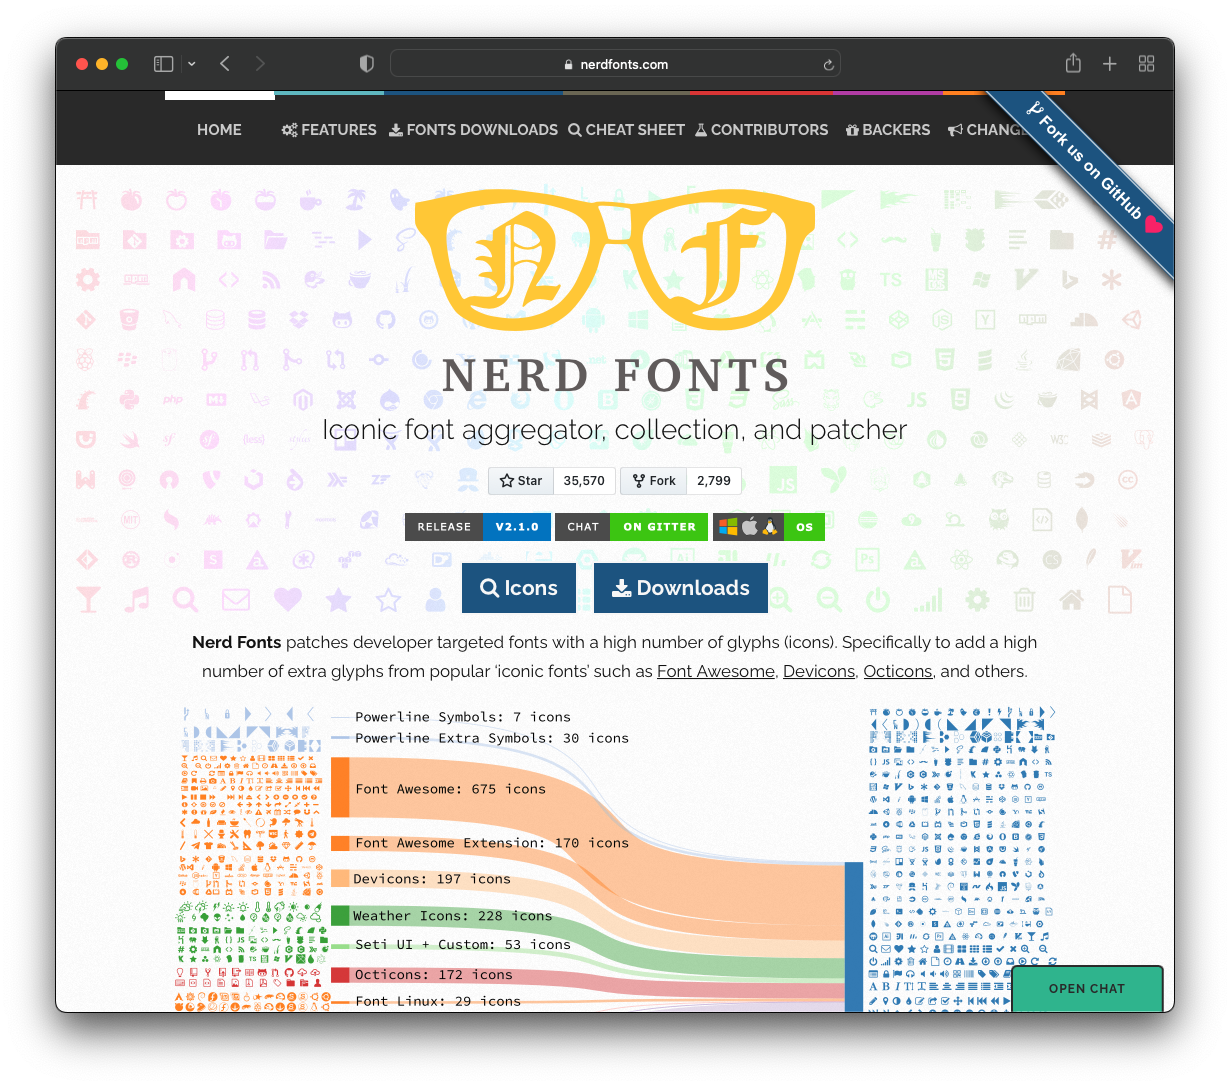 nerdfonts.com
HOME FEATURES FONTS DOWNLOADS CHEAT SHEET CONTRIBUTORS BACKERS
Fork us on GitHub
N F
NERD FONTS
Iconic font aggregator, collection, and patcher
Star 35,570 Fork 2,799
RELEASE V2.1.0 CHAT ON GITTER OS
Icons Downloads
Nerd Fonts patches developer targeted fonts with a high number of glyphs (icons). Specifically to add a high
number of extra glyphs from popular ‘iconic fonts’ such as Font Awesome, Devicons, Octicons, and others.
Powerline Symbols: 7 icons
Powerline Extra Symbols: 30 icons
Font Awesome: 675 icons
Font Awesome Extension: 170 icons
Devicons: 197 icons
Weather Icons: 228 icons
Seti UI + Custom: 53 icons
Octicons: 172 icons
Font Linux: 29 icons
OPEN CHAT